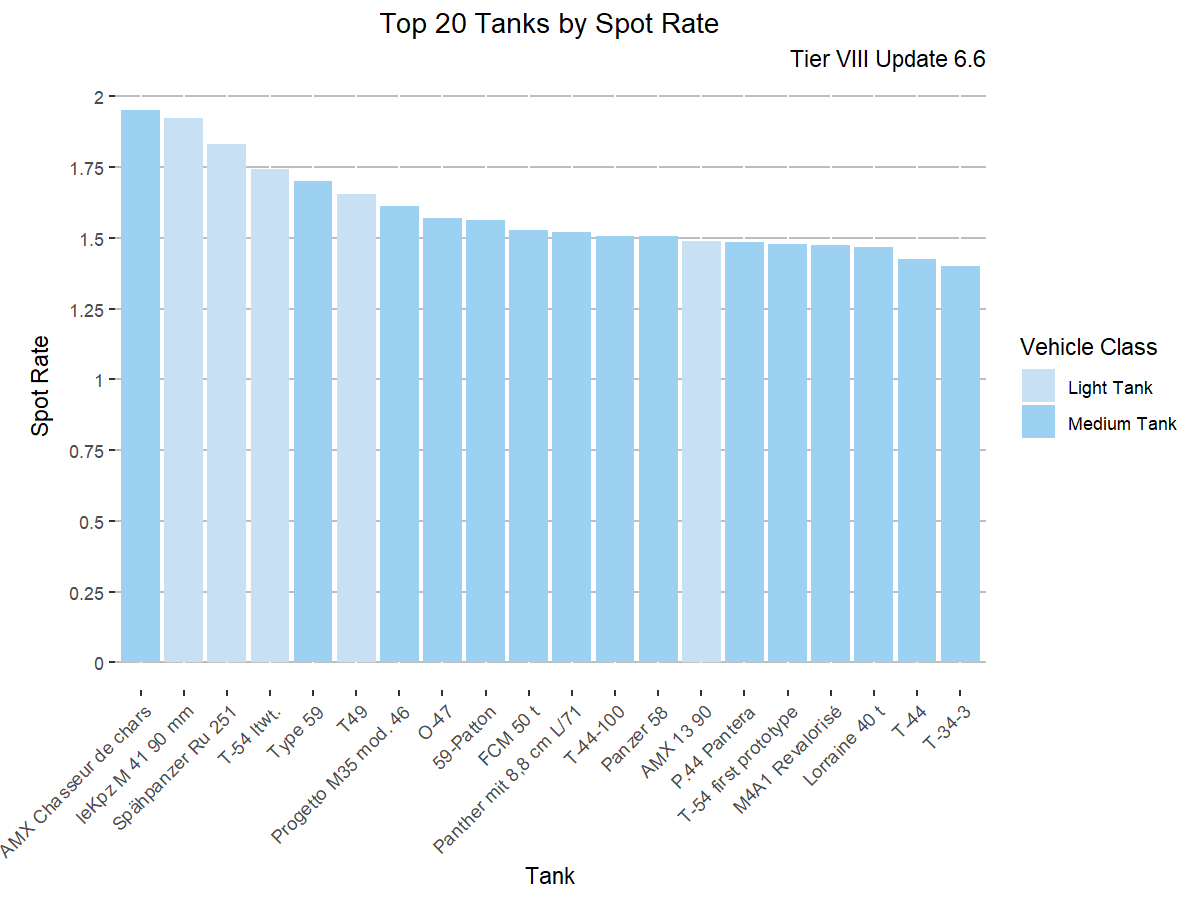 Top 20 Tanks by Spot Rate
Tier VIII Update 6.6
2
1.75
1.5
1.25
1
0.75
0.5
0.25
0
Spot Rate
AMX Chasseur de chars
leKpz M 41 90 mm
Spähpanzer Ru 251
T-54 ltwt.
Type 59
T49
Progetto M35 mod. 46
O-47
59-Patton
FCM 50 t
Panther mit 8,8 cm L/71
T-44-100
Panzer 58
AMX 13 90
P.44 Pantera
T-54 first prototype
M4A1 Revalorisé
Lorraine 40 t
T-44
T-34-3
Tank
Vehicle Class
Light Tank
Medium Tank